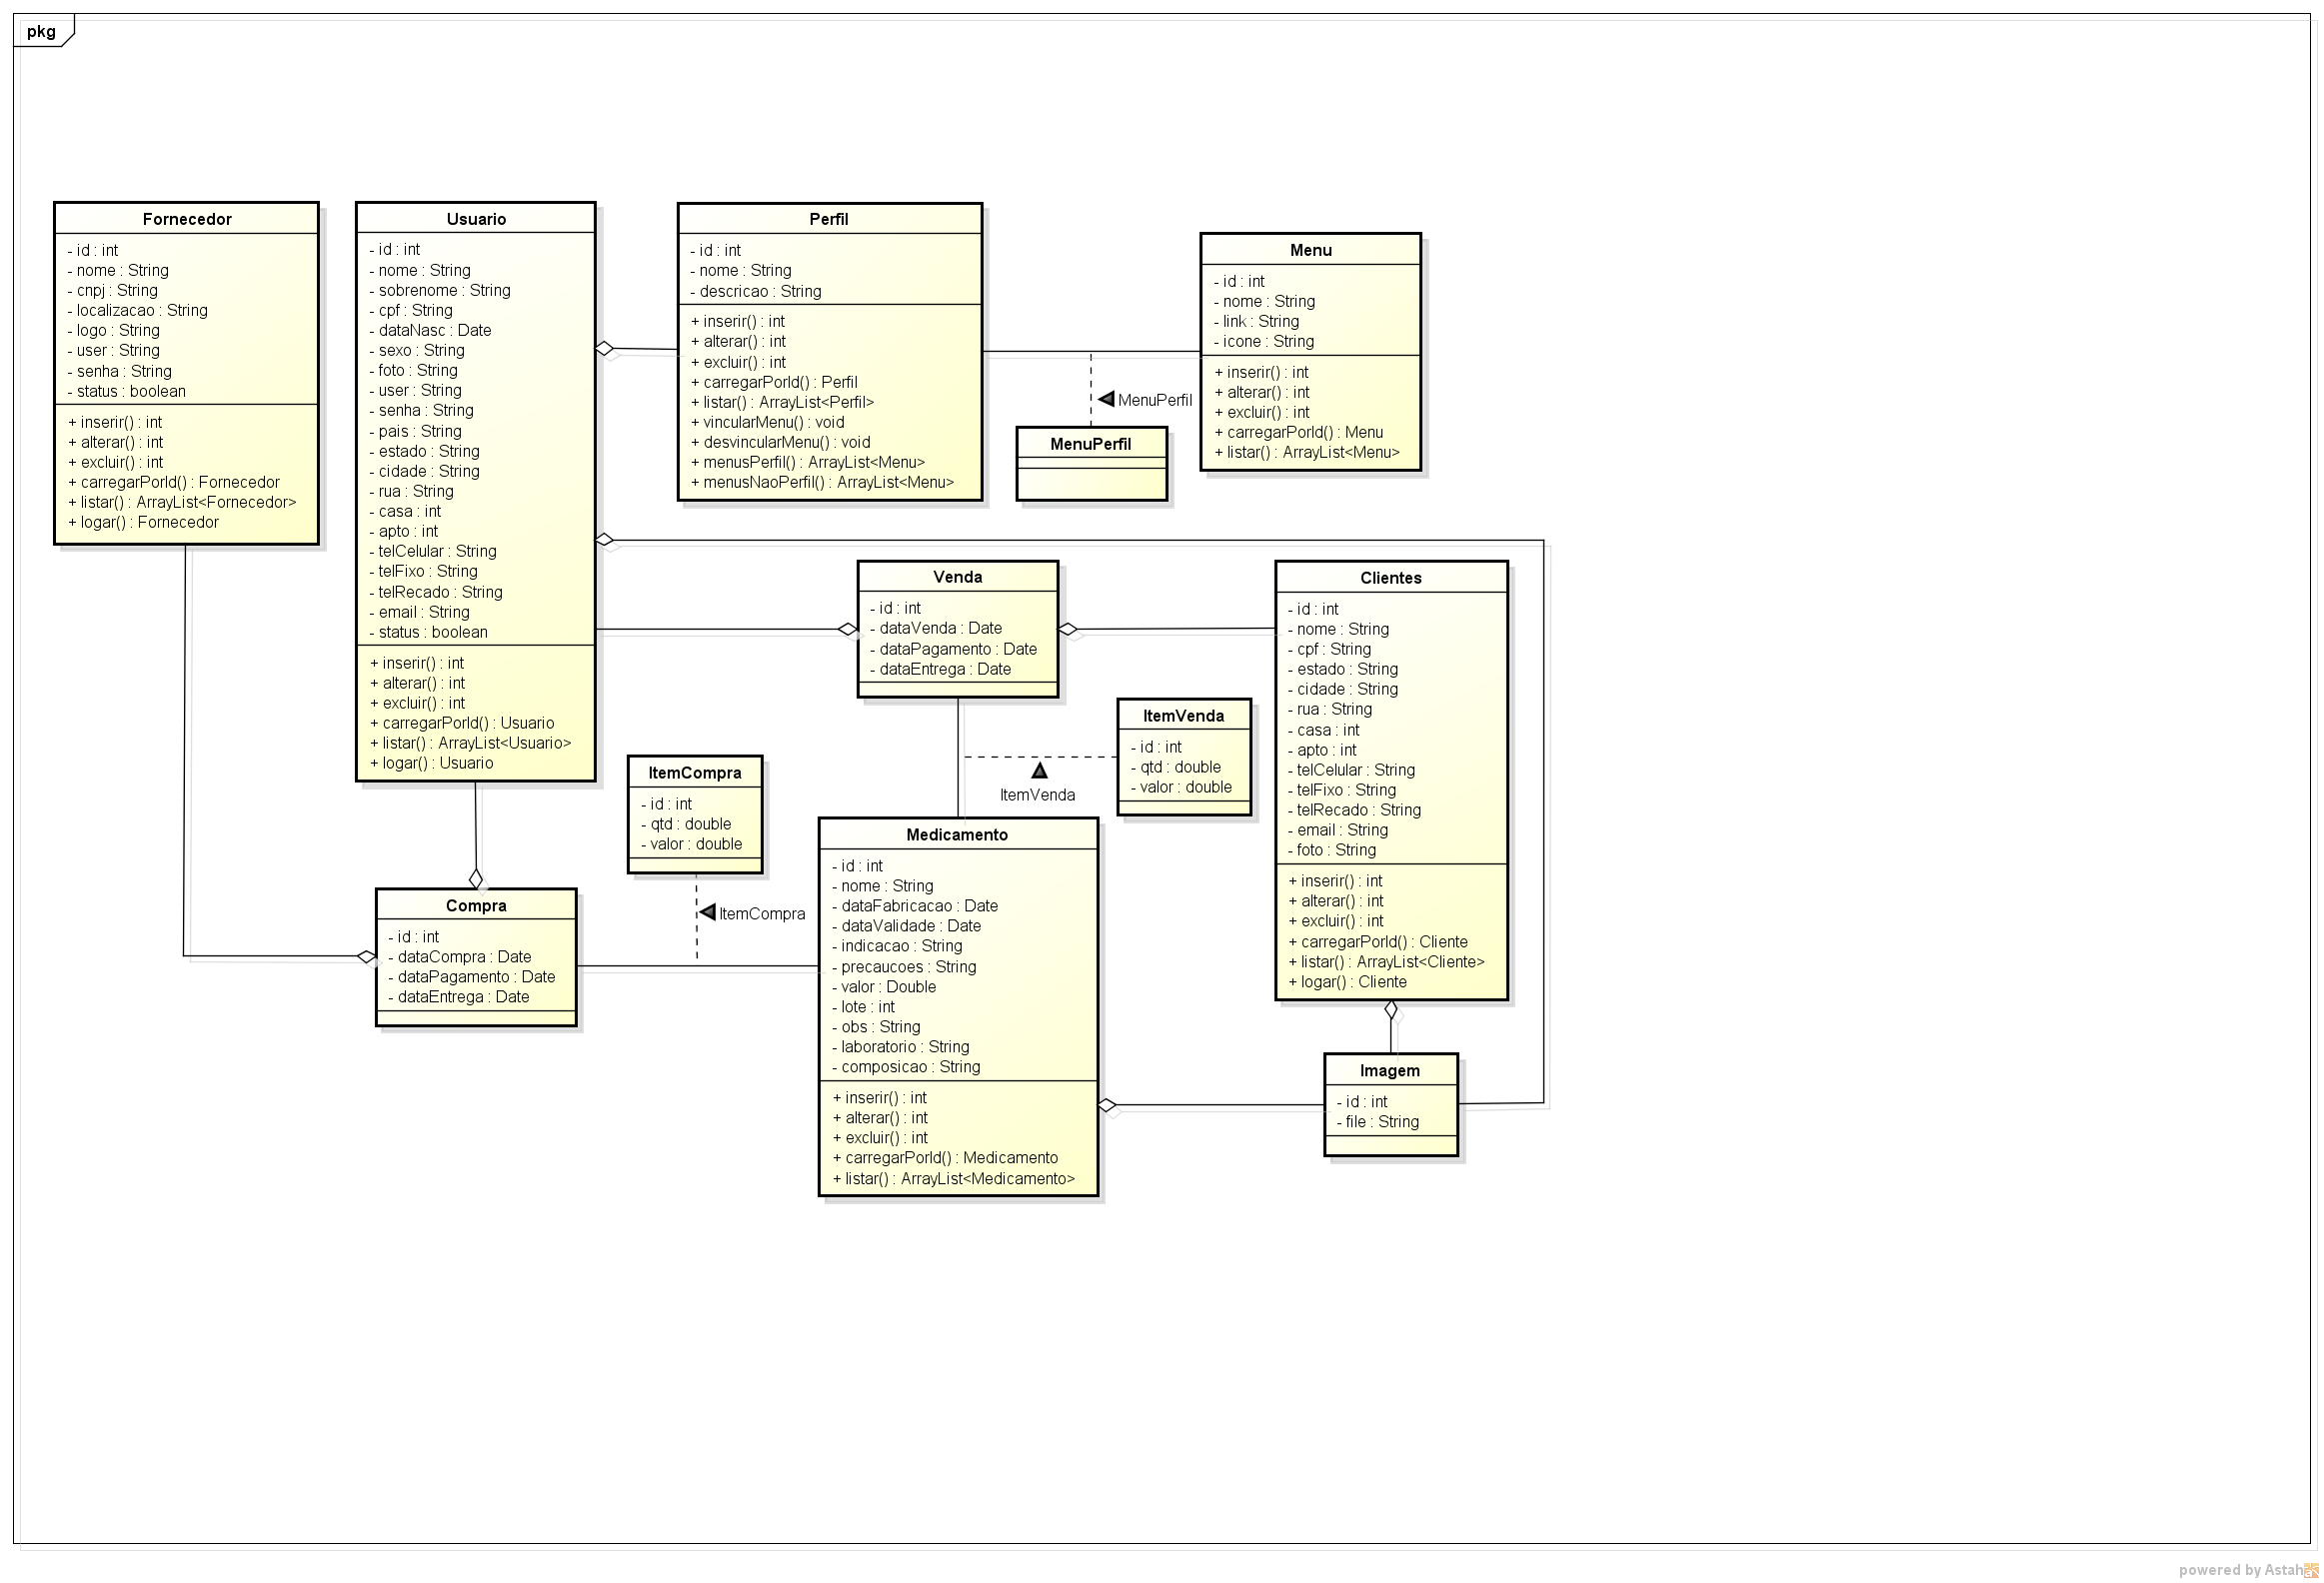 pkg
Fornecedor
- id : int
- nome : String
- cnpj : String
- localizacao : String
- logo : String
- user : String
- senha : String
- status : boolean
+ inserir() : int
+ alterar() : int
+ excluir() : int
+ carregarPorId() : Fornecedor
+ listar() : ArrayList<Fornecedor>
+ logar() : Fornecedor
Usuario
- id : int
- nome : String
- sobrenome : String
- cpf : String
- dataNasc : Date
- sexo : String
- foto : String
- user : String
- senha : String
- pais : String
- estado : String
- cidade : String
- rua : String
- casa : int
- apto : int
- telCelular : String
- telFixo : String
- telRecado : String
- email : String
- status : boolean
+ inserir() : int
+ alterar() : int
+ excluir() : int
+ carregarPorId() : Usuario
+ listar() : ArrayList<Usuario>
+ logar() : Usuario
Perfil
- id : int
- nome : String
- descricao : String
+ inserir() : int
+ alterar() : int
+ excluir() : int
+ carregarPorId() : Perfil
+ listar() : ArrayList<Perfil>
+ vincularMenu() : void
+ desvincularMenu() : void
+ menusPerfil() : ArrayList<Menu>
+ menusNaoPerfil() : ArrayList<Menu>
MenuPerfil
MenuPerfil
Menu
- id : int
- nome : String
- link : String
- icone : String
+ inserir() : int
+ alterar() : int
+ excluir() : int
+ carregarPorId() : Menu
+ listar() : ArrayList<Menu>
Venda
- id : int
- dataVenda : Date
- dataPagamento : Date
- dataEntrega : Date
Clientes
- id : int
- nome : String
- cpf : String
- estado : String
- cidade : String
- rua : String
- casa : int
- apto : int
- telCelular : String
- telFixo : String
- telRecado : String
- email : String
- foto : String
+ inserir() : int
+ alterar() : int
+ excluir() : int
+ carregarPorId() : Cliente
+ listar() : ArrayList<Cliente>
+ logar() : Cliente
ItemVenda
- id : int
- qtd : double
- valor : double
ItemVenda
ItemCompra
- id : int
- qtd : double
- valor : double
ItemCompra
Compra
- id : int
- dataCompra : Date
- dataPagamento : Date
- dataEntrega : Date
Medicamento
- id : int
- nome : String
- dataFabricacao : Date
- dataValidade : Date
- indicacao : String
- precaucoes : String
- valor : Double
- lote : int
- obs : String
- laboratorio : String
- composicao : String
+ inserir() : int
+ alterar() : int
+ excluir() : int
+ carregarPorId() : Medicamento
+ listar() : ArrayList<Medicamento>
Imagem
- id : int
- file : String
powered by Astah